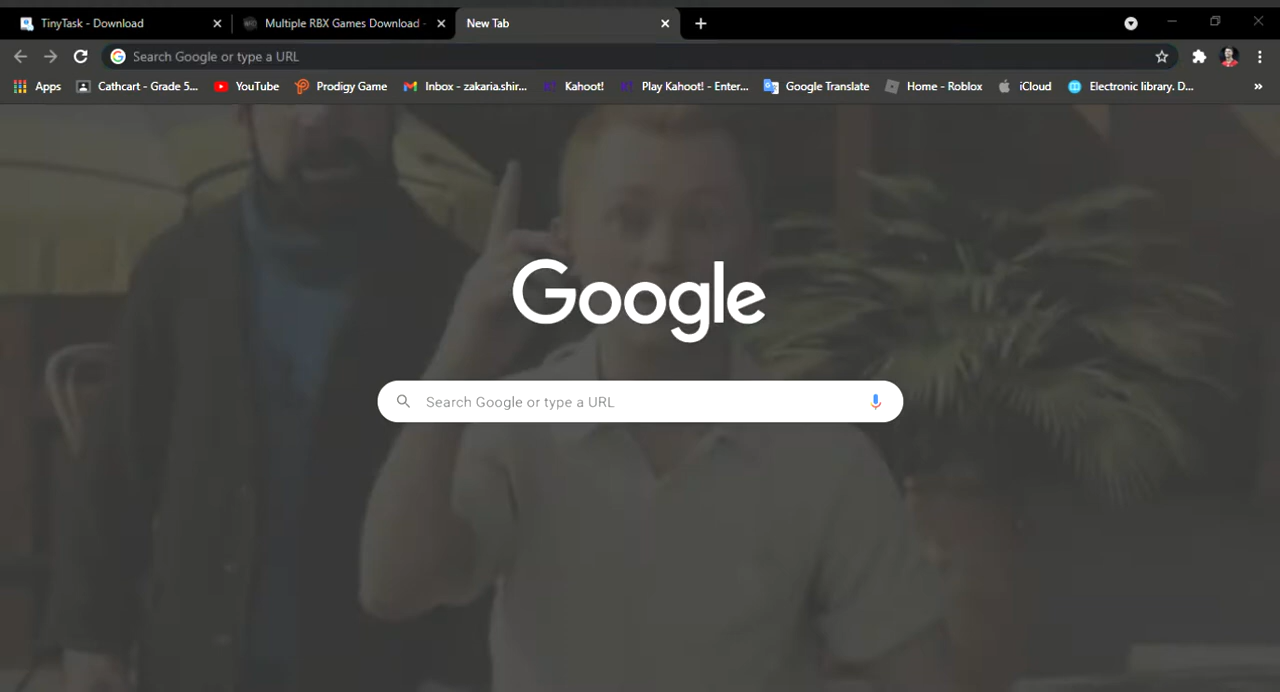 TinyTask - Download
Multiple RBX Games Download -
New Tab
Search Google or type a URL
Apps
Cathcart - Grade 5...
YouTube
Prodigy Game
Inbox - zakaria.shir...
Kahoot!
Play Kahoot! - Enter...
Google Translate
Home - Roblox
iCloud
Electronic library. D...
Google
Search Google or type a URL